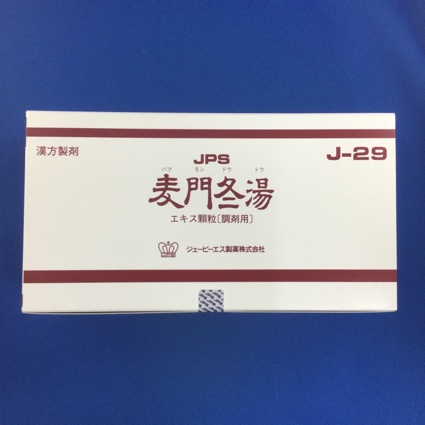 漢方製剤
JPS
J-29
バク モン ドウ トウ
麦門冬湯
エキス顆粒〔調剤用〕
ジェーピーエス製薬株式会社